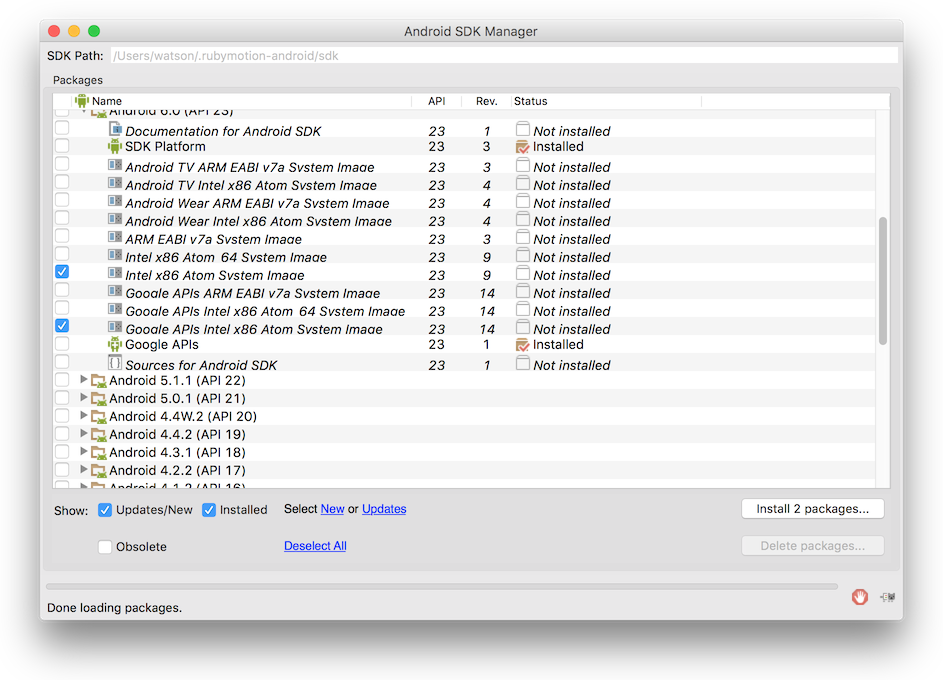 Android SDK Manager
SDK Path: /Users/watson/.rubymotion-android/sdk
Packages
Name API Rev. Status
Android 6.0 (API 23)
Documentation for Android SDK 23 1 Not installed
SDK Platform 23 3 Installed
Android TV ARM EABI v7a System Image 23 3 Not installed
Android TV Intel x86 Atom System Image 23 4 Not installed
Android Wear ARM EABI v7a System Image 23 4 Not installed
Android Wear Intel x86 Atom System Image 23 4 Not installed
ARM EABI v7a System Image 23 3 Not installed
Intel x86 Atom_64 System Image 23 9 Not installed
Intel x86 Atom System Image 23 9 Not installed
Google APIs ARM EABI v7a System Image 23 14 Not installed
Google APIs Intel x86 Atom_64 System Image 23 14 Not installed
Google APIs Intel x86 Atom System Image 23 14 Not installed
Google APIs 23 1 Installed
Sources for Android SDK 23 1 Not installed
Android 5.1.1 (API 22)
Android 5.0.1 (API 21)
Android 4.4W.2 (API 20)
Android 4.4.2 (API 19)
Android 4.3.1 (API 18)
Android 4.2.2 (API 17)
Android 4.1.2 (API 16)
Show: Updates/New Installed Select New or Updates Install 2 packages...
Obsolete Deselect All Delete packages...
Done loading packages.